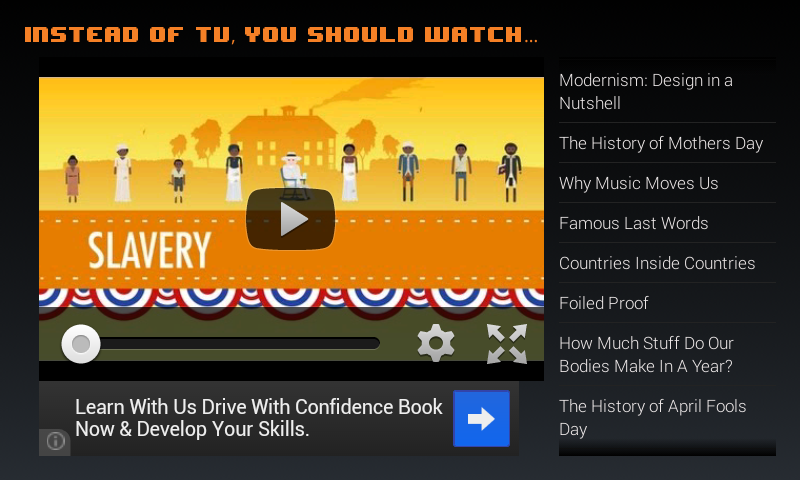 INSTEAD OF TV, YOU SHOULD WATCH...
SLAVERY
Learn With Us Drive With Confidence Book
Now & Develop Your Skills.
Modernism: Design in a
Nutshell
The History of Mothers Day
Why Music Moves Us
Famous Last Words
Countries Inside Countries
Foiled Proof
How Much Stuff Do Our
Bodies Make In A Year?
The History of April Fools
Day